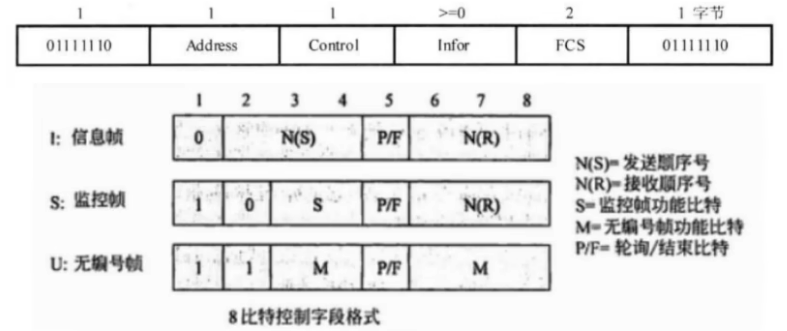 1 1 1 >=0 2 1 字节
01111110 Address Control Infor FCS 01111110
1 2 3 4 5 6 7 8
I: 信息帧 0 N(S) P/F N(R)
S: 监控帧 1 0 S P/F N(R)
U: 无编号帧 1 1 M P/F M
N(S)= 发送顺序号
N(R)= 接收顺序号
S= 监控帧功能比特
M= 无编号帧功能比特
P/F= 轮询/结束比特
8比特控制字段格式